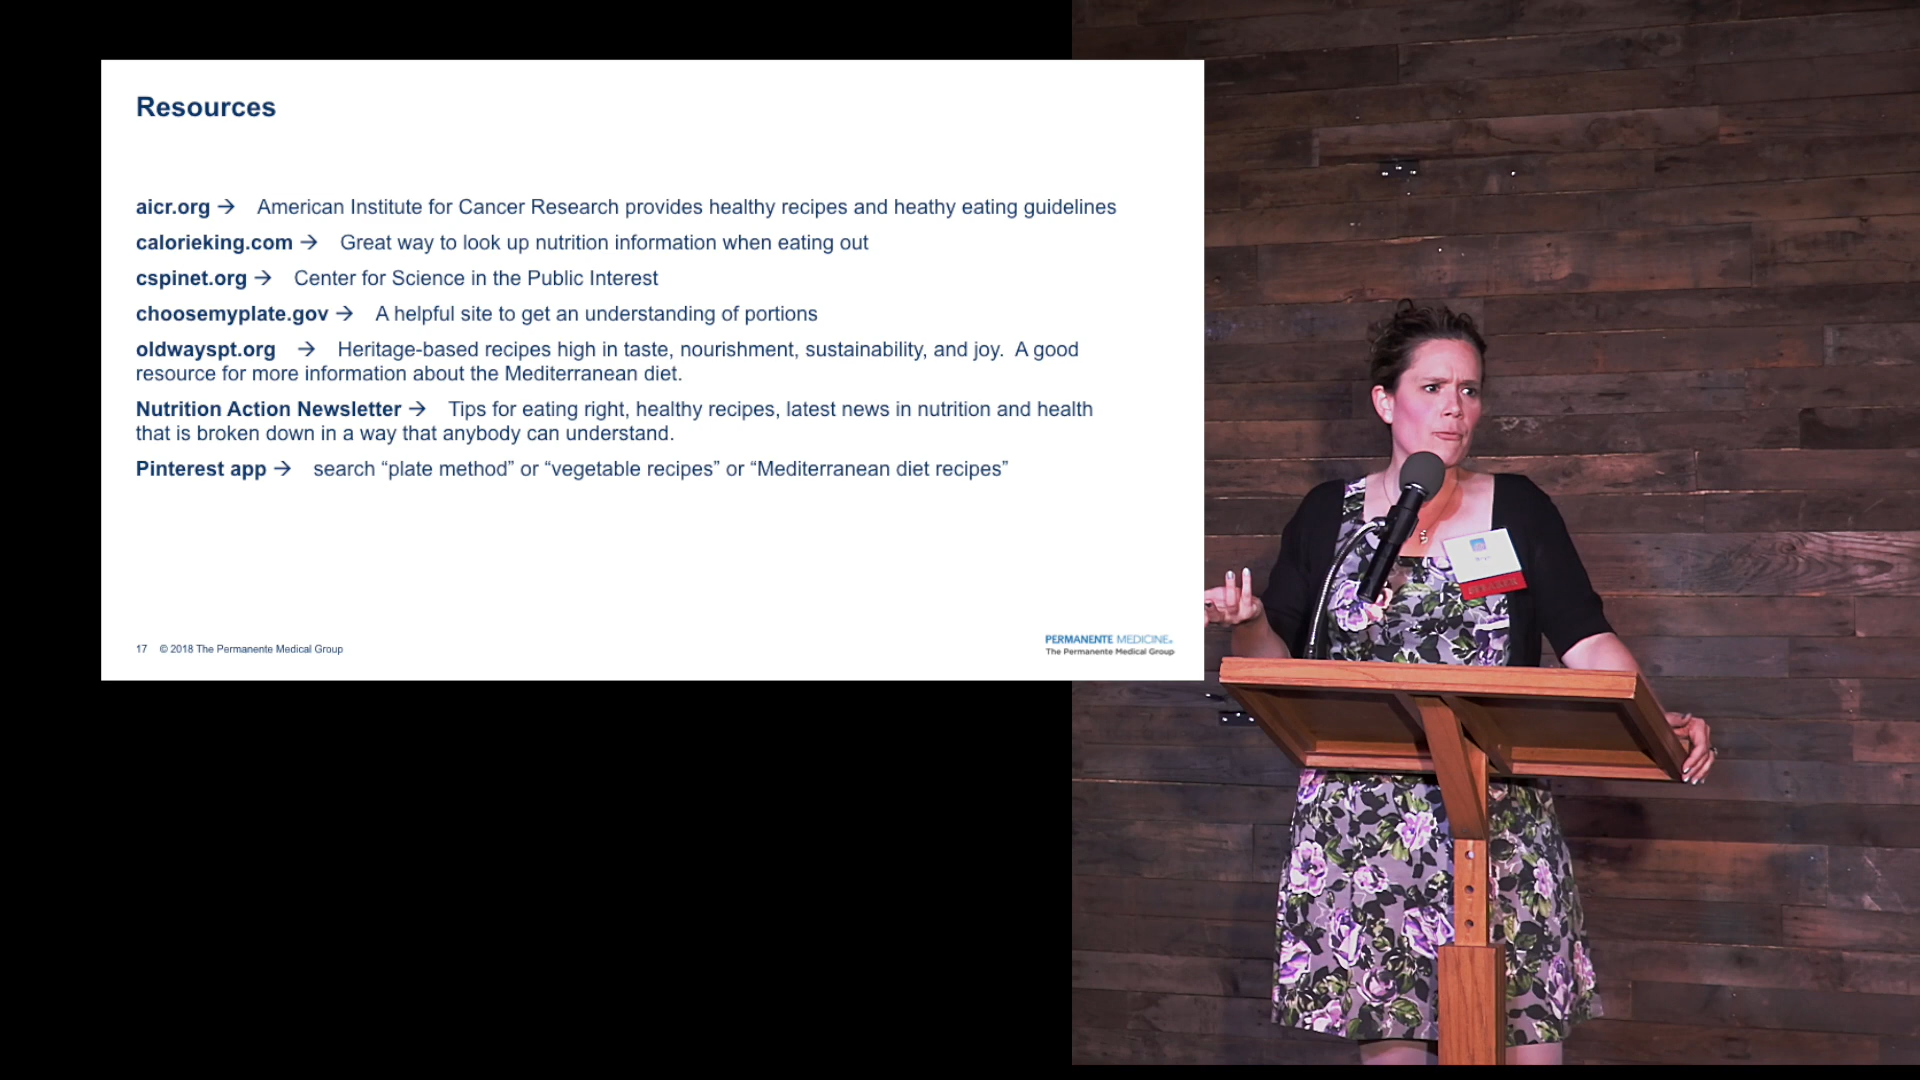 Resources
aicr.org → American Institute for Cancer Research provides healthy recipes and heathy eating guidelines
calorieking.com → Great way to look up nutrition information when eating out
cspinet.org → Center for Science in the Public Interest
choosemyplate.gov → A helpful site to get an understanding of portions
oldwayspt.org → Heritage-based recipes high in taste, nourishment, sustainability, and joy. A good
resource for more information about the Mediterranean diet.
Nutrition Action Newsletter → Tips for eating right, healthy recipes, latest news in nutrition and health
that is broken down in a way that anybody can understand.
Pinterest app → search “plate method” or “vegetable recipes” or “Mediterranean diet recipes”
17 © 2018 The Permanente Medical Group
PERMANENTE MEDICINE®
The Permanente Medical Group